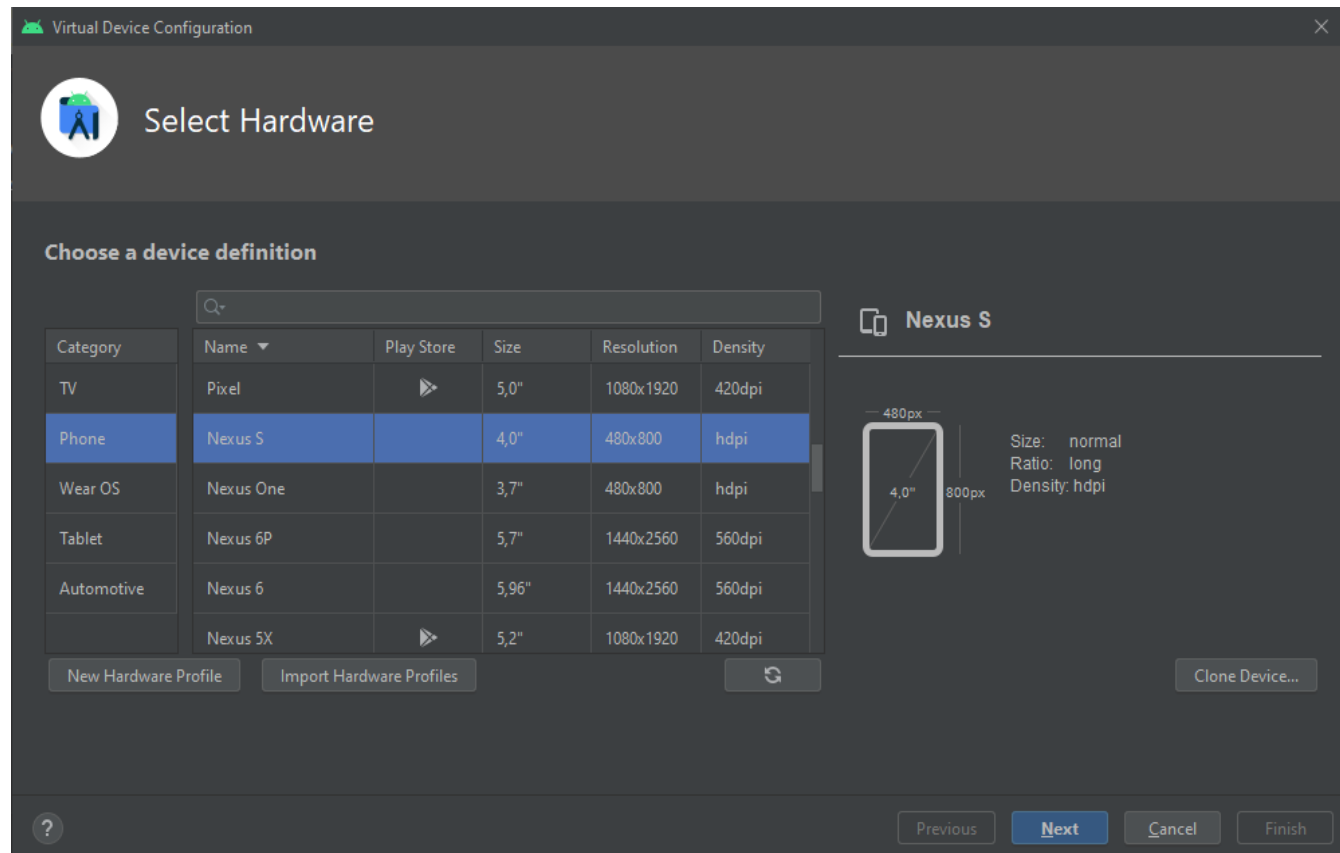 Virtual Device Configuration
Select Hardware
Choose a device definition
Category
TV
Phone
Wear OS
Tablet
Automotive
Name Play Store Size Resolution Density
Pixel 5,0" 1080x1920 420dpi
Nexus S 4,0" 480x800 hdpi
Nexus One 3,7" 480x800 hdpi
Nexus 6P 5,7" 1440x2560 560dpi
Nexus 6 5,96" 1440x2560 560dpi
Nexus 5X 5,2" 1080x1920 420dpi
New Hardware Profile Import Hardware Profiles
Nexus S
480px
4,0" 800px
Size: normal
Ratio: long
Density: hdpi
Clone Device...
? Previous Next Cancel Finish